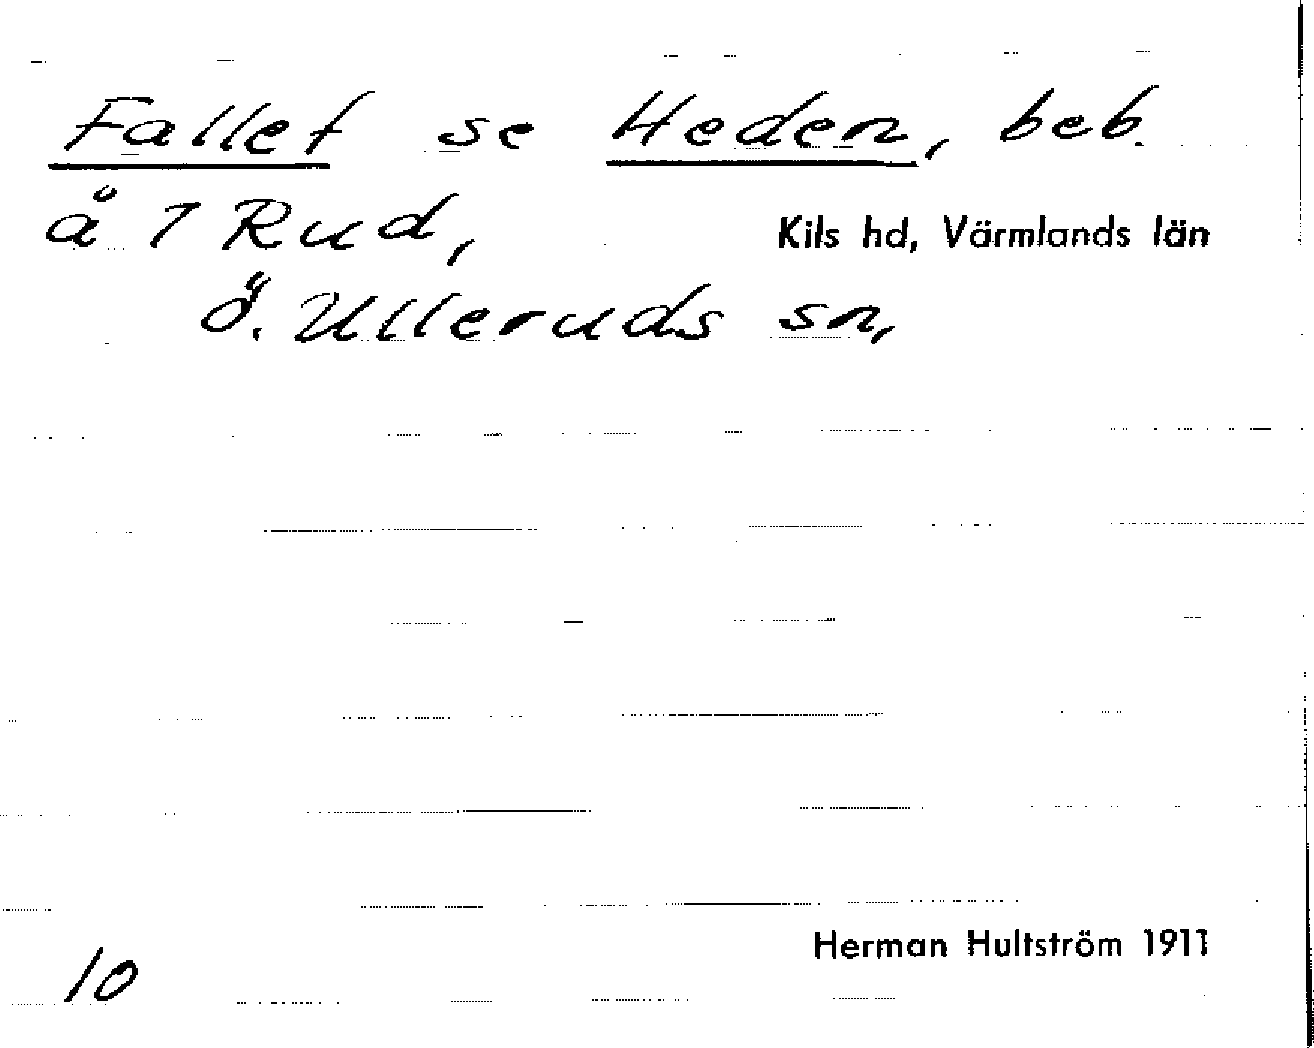 Fallet se Heden, beb.
å 1 Rud,
Kils hd, Värmlands län
Ö. Ulleruds sn,
Herman Hultström 1911
10